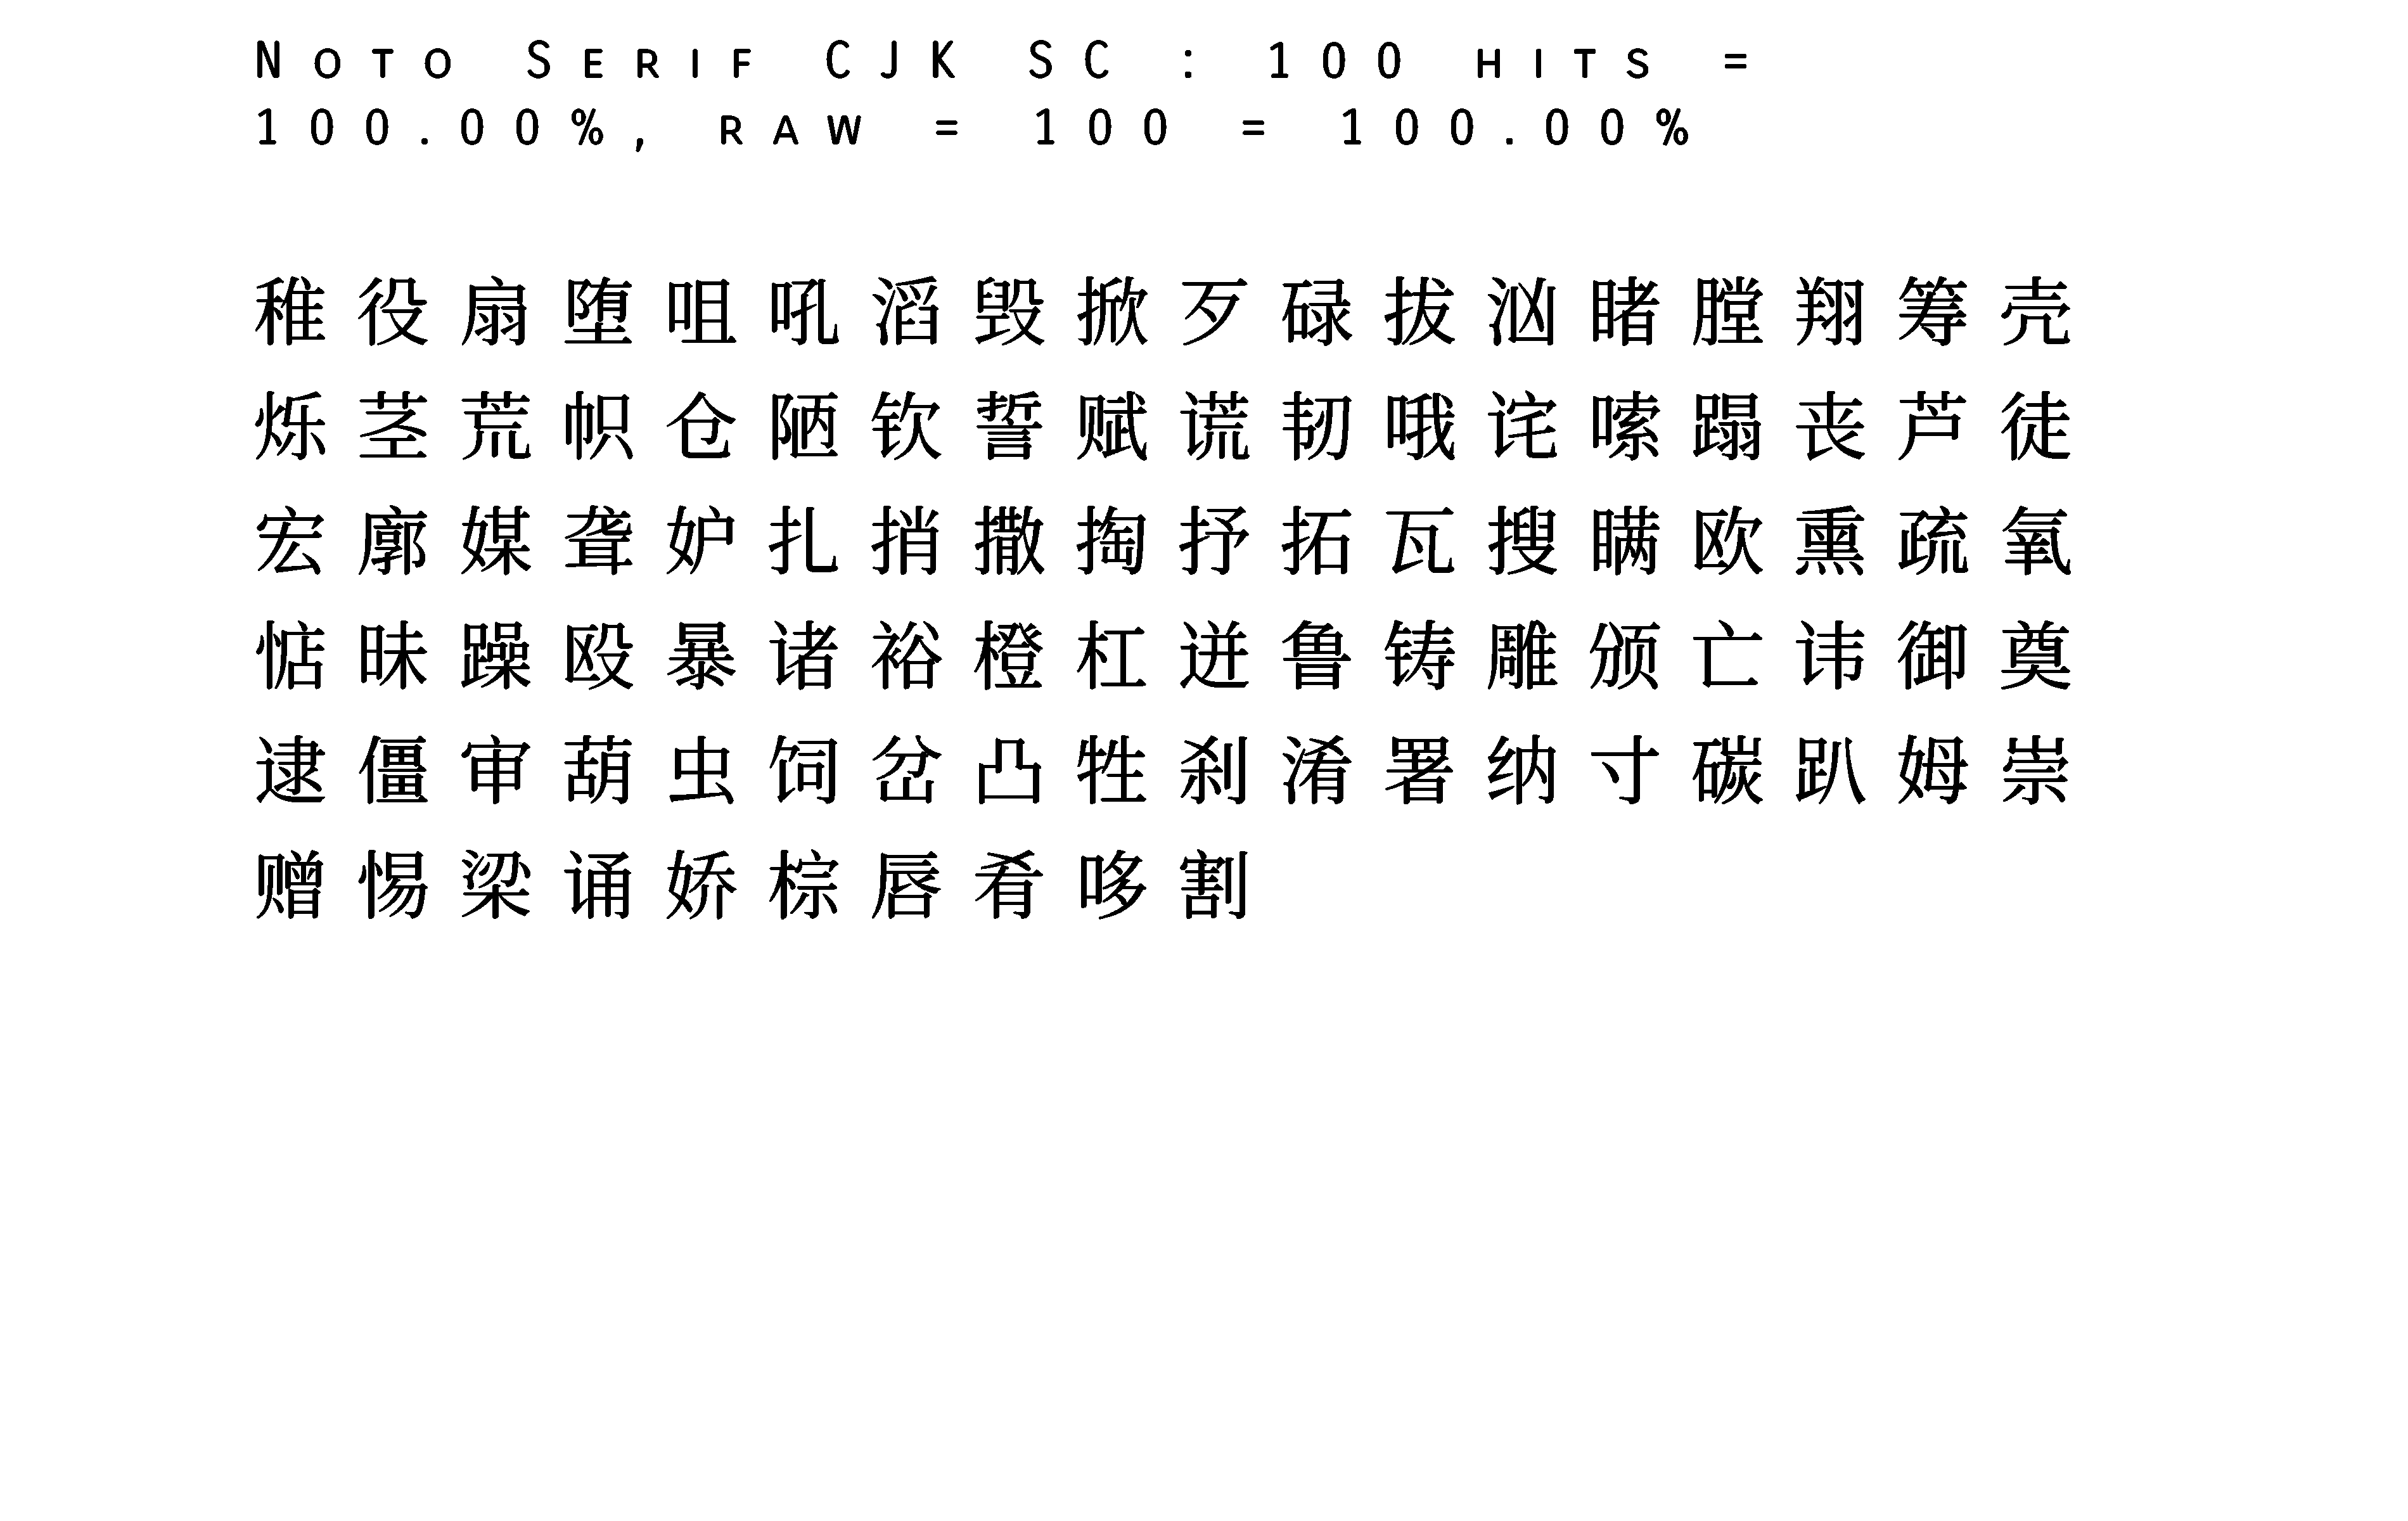 Noto Serif CJK SC : 100 hits =
100.00%, raw = 100 = 100.00%
稚役扇堕咀吼滔毁掀歹碌拔汹睹膛翔筹壳
烁茎荒帜仓陋钦誓赋谎韧哦诧嗦蹋丧芦徒
宏廓媒聋妒扎捎撒掏抒拓瓦搜瞒欧熏疏氧
惦昧躁殴暴诸裕橙杠迸鲁铸雕颁亡讳御奠
逮僵审葫虫饲岔凸牲刹淆署纳寸碳趴姆崇
赠惕梁诵娇棕唇肴哆割